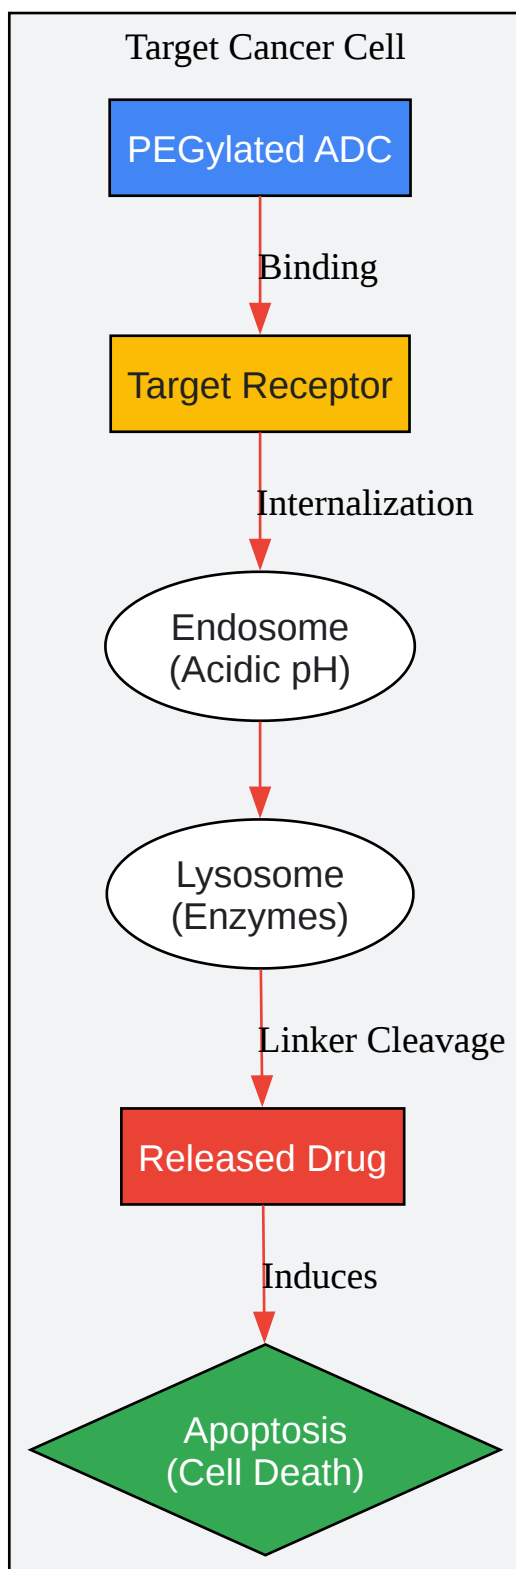 Target Cancer Cell
PEGylated ADC
Binding
Target Receptor
Internalization
Endosome
(Acidic pH)
Lysosome
(Enzymes)
Linker Cleavage
Released Drug
Induces
Apoptosis
(Cell Death)